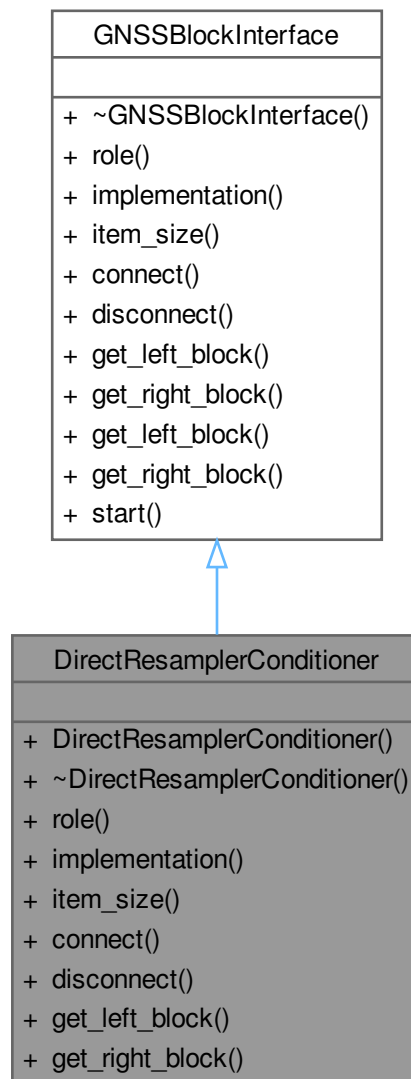 GNSSBlockInterface
+ ~GNSSBlockInterface()
+ role()
+ implementation()
+ item_size()
+ connect()
+ disconnect()
+ get_left_block()
+ get_right_block()
+ get_left_block()
+ get_right_block()
+ start()
DirectResamplerConditioner
+ DirectResamplerConditioner()
+ ~DirectResamplerConditioner()
+ role()
+ implementation()
+ item_size()
+ connect()
+ disconnect()
+ get_left_block()
+ get_right_block()